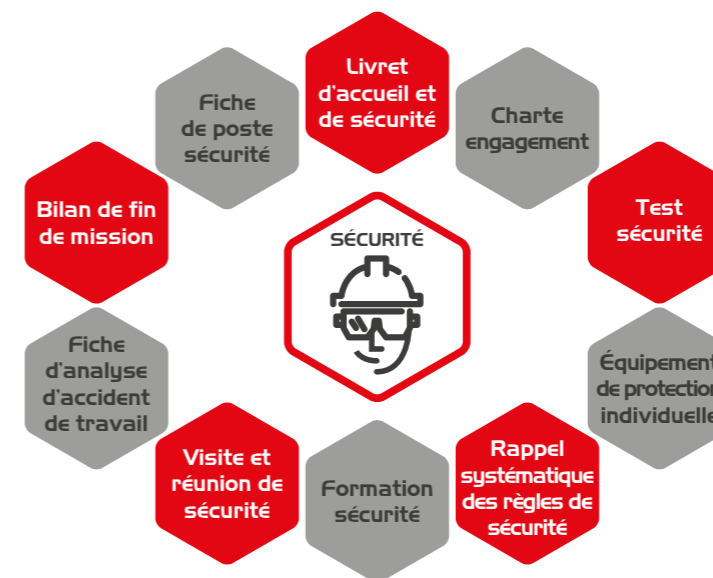 Livret
d'accueil et
de sécurité
Charte
engagement
Test
sécurité
Équipement
de protection
individuelle
Rappel
systématique
des règles de
sécurité
Formation
sécurité
Visite et
réunion de
sécurité
Fiche
d'analyse
d'accident
de travail
Bilan de fin
de mission
Fiche
de poste
sécurité
SÉCURITÉ